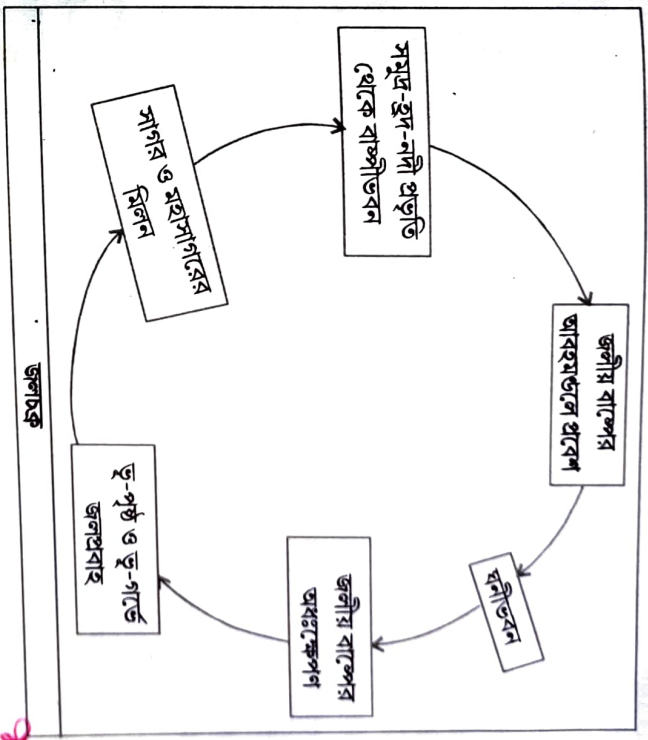 সমুদ্র-হ্রদ-নদী প্রভৃতি
থেকে বাষ্পীভবন
জলীয় বাষ্পের
আবহমণ্ডলে প্রবেশ
ঘনীভবন
জলীয় বাষ্পের
অধঃক্ষেপণ
ভূ-পৃষ্ঠ ও ভূ-গর্ভে
জলপ্রবাহ
সাগর ও মহাসাগরের
মিলন
জলচক্র